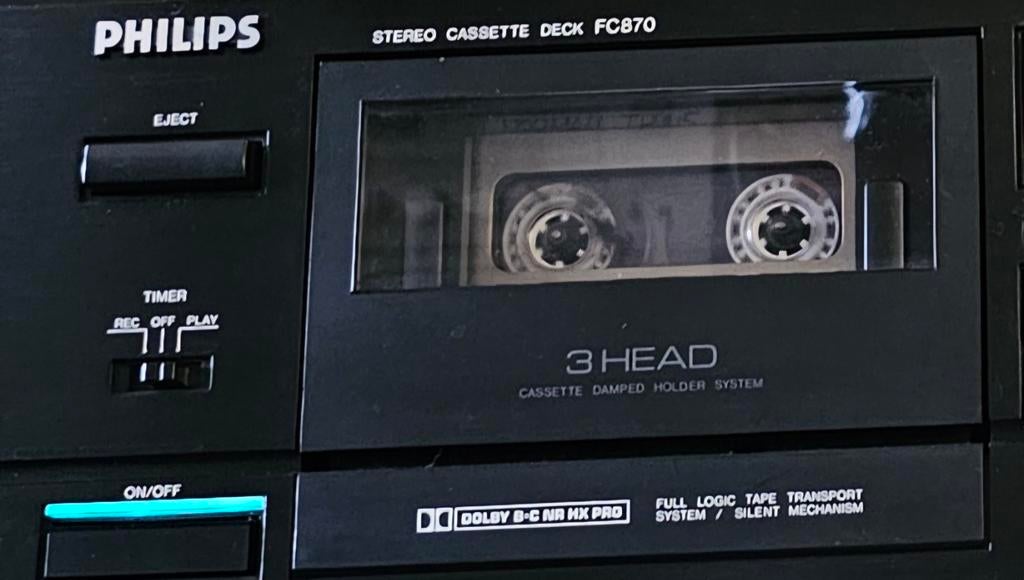 PHILIPS
STEREO CASSETTE DECK FC870
EJECT
TIMER
REC OFF PLAY
3 HEAD
CASSETTE DAMPED HOLDER SYSTEM
ON/OFF
DOLBY B-C NR HX PRO
FULL LOGIC TAPE TRANSPORT
SYSTEM / SILENT MECHANISM